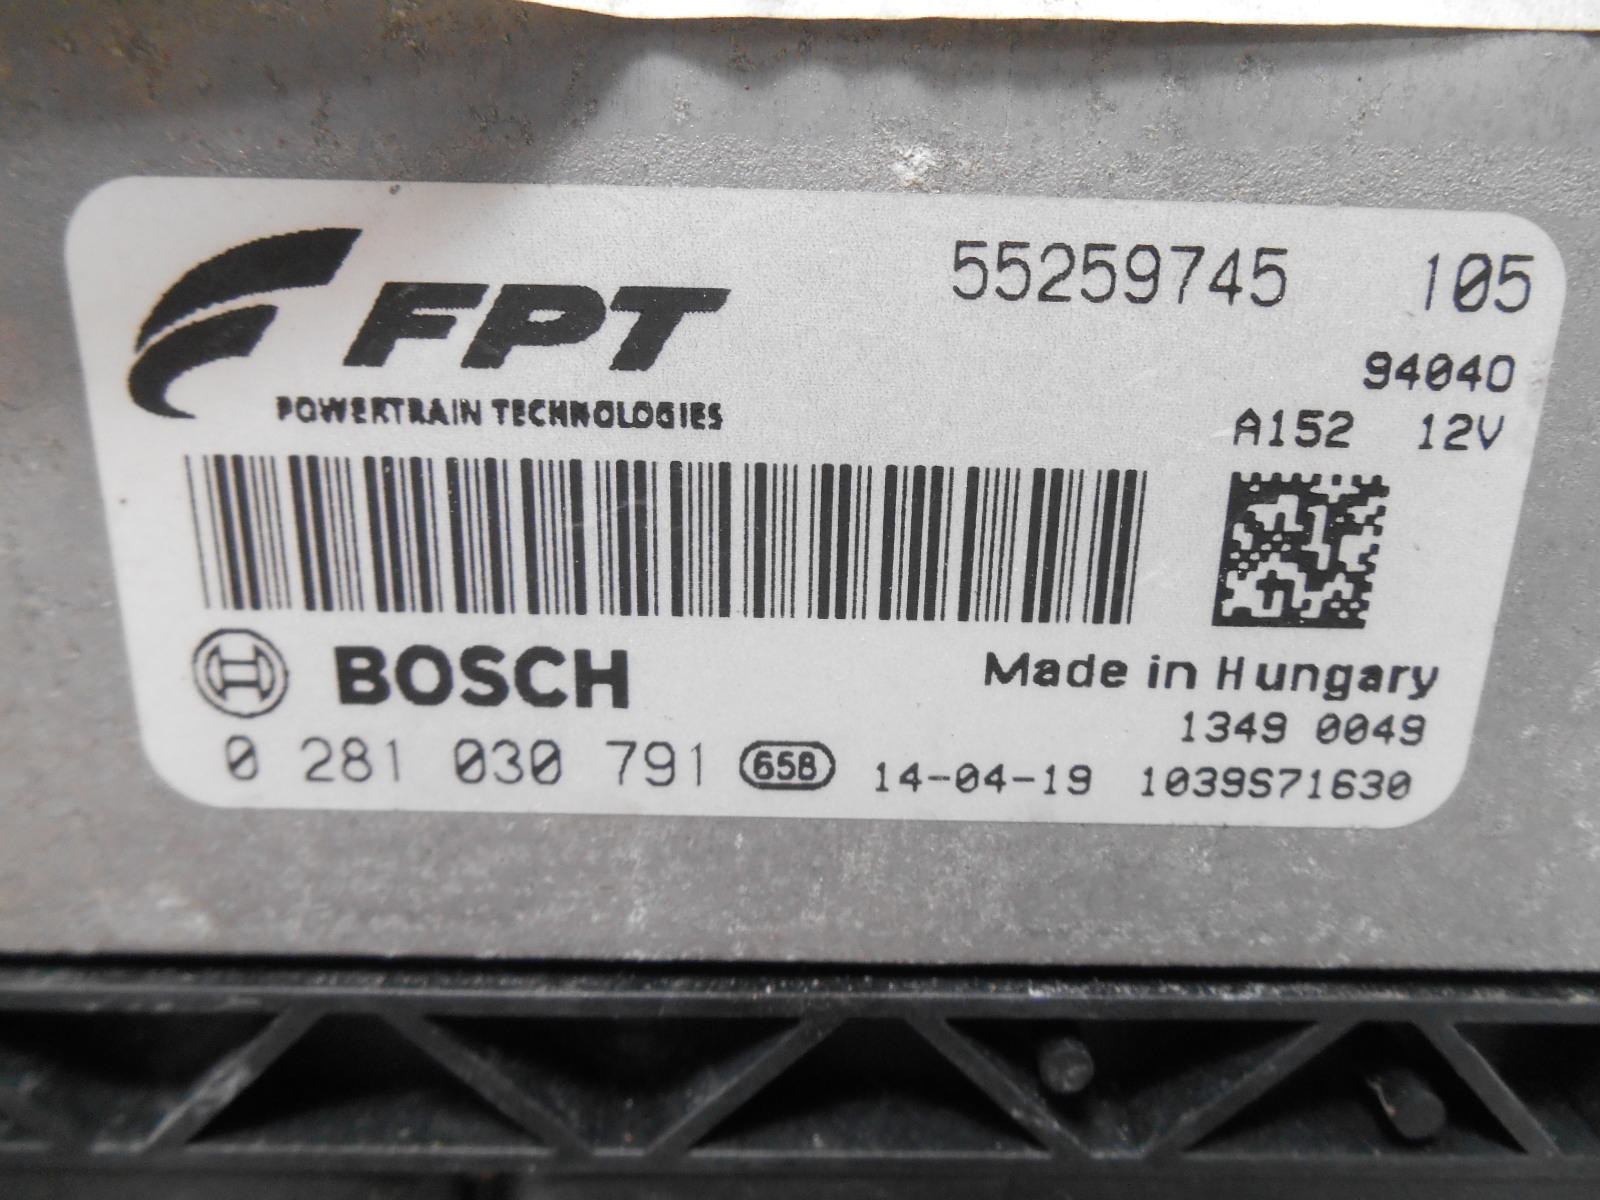 FPT
POWERTRAIN TECHNOLOGIES
55259745 105
94040
A152 12V
BOSCH
Made in Hungary
1349 0049
0 281 030 791 658 14-04-19 1039S71630